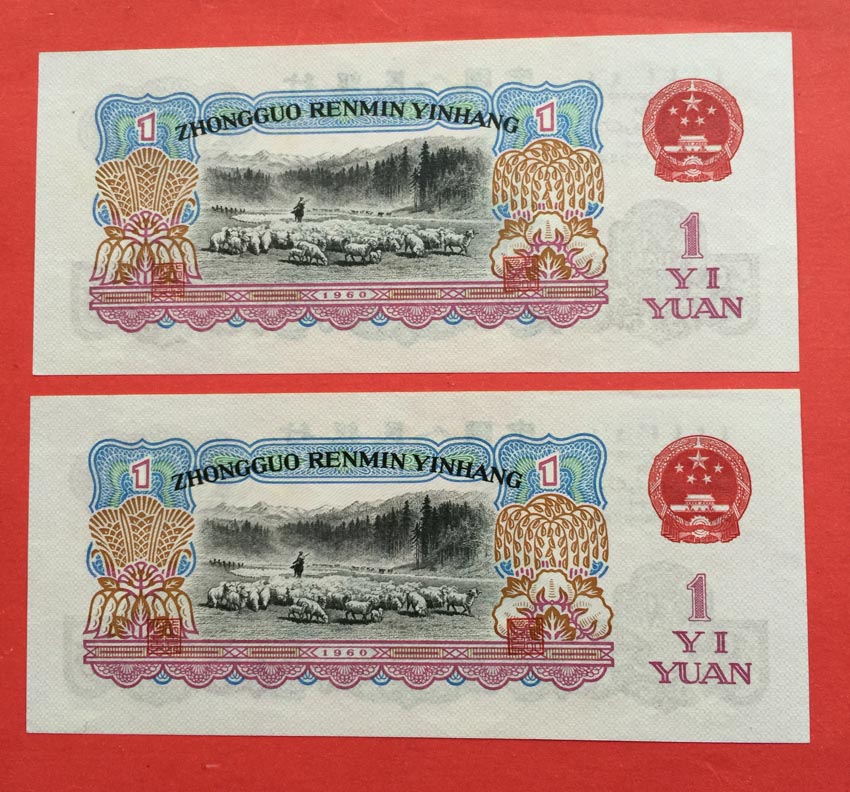 1 ZHONGGUO RENMIN YINHANG 1
1960
1
YI
YUAN
1 ZHONGGUO RENMIN YINHANG 1
1960
1
YI
YUAN